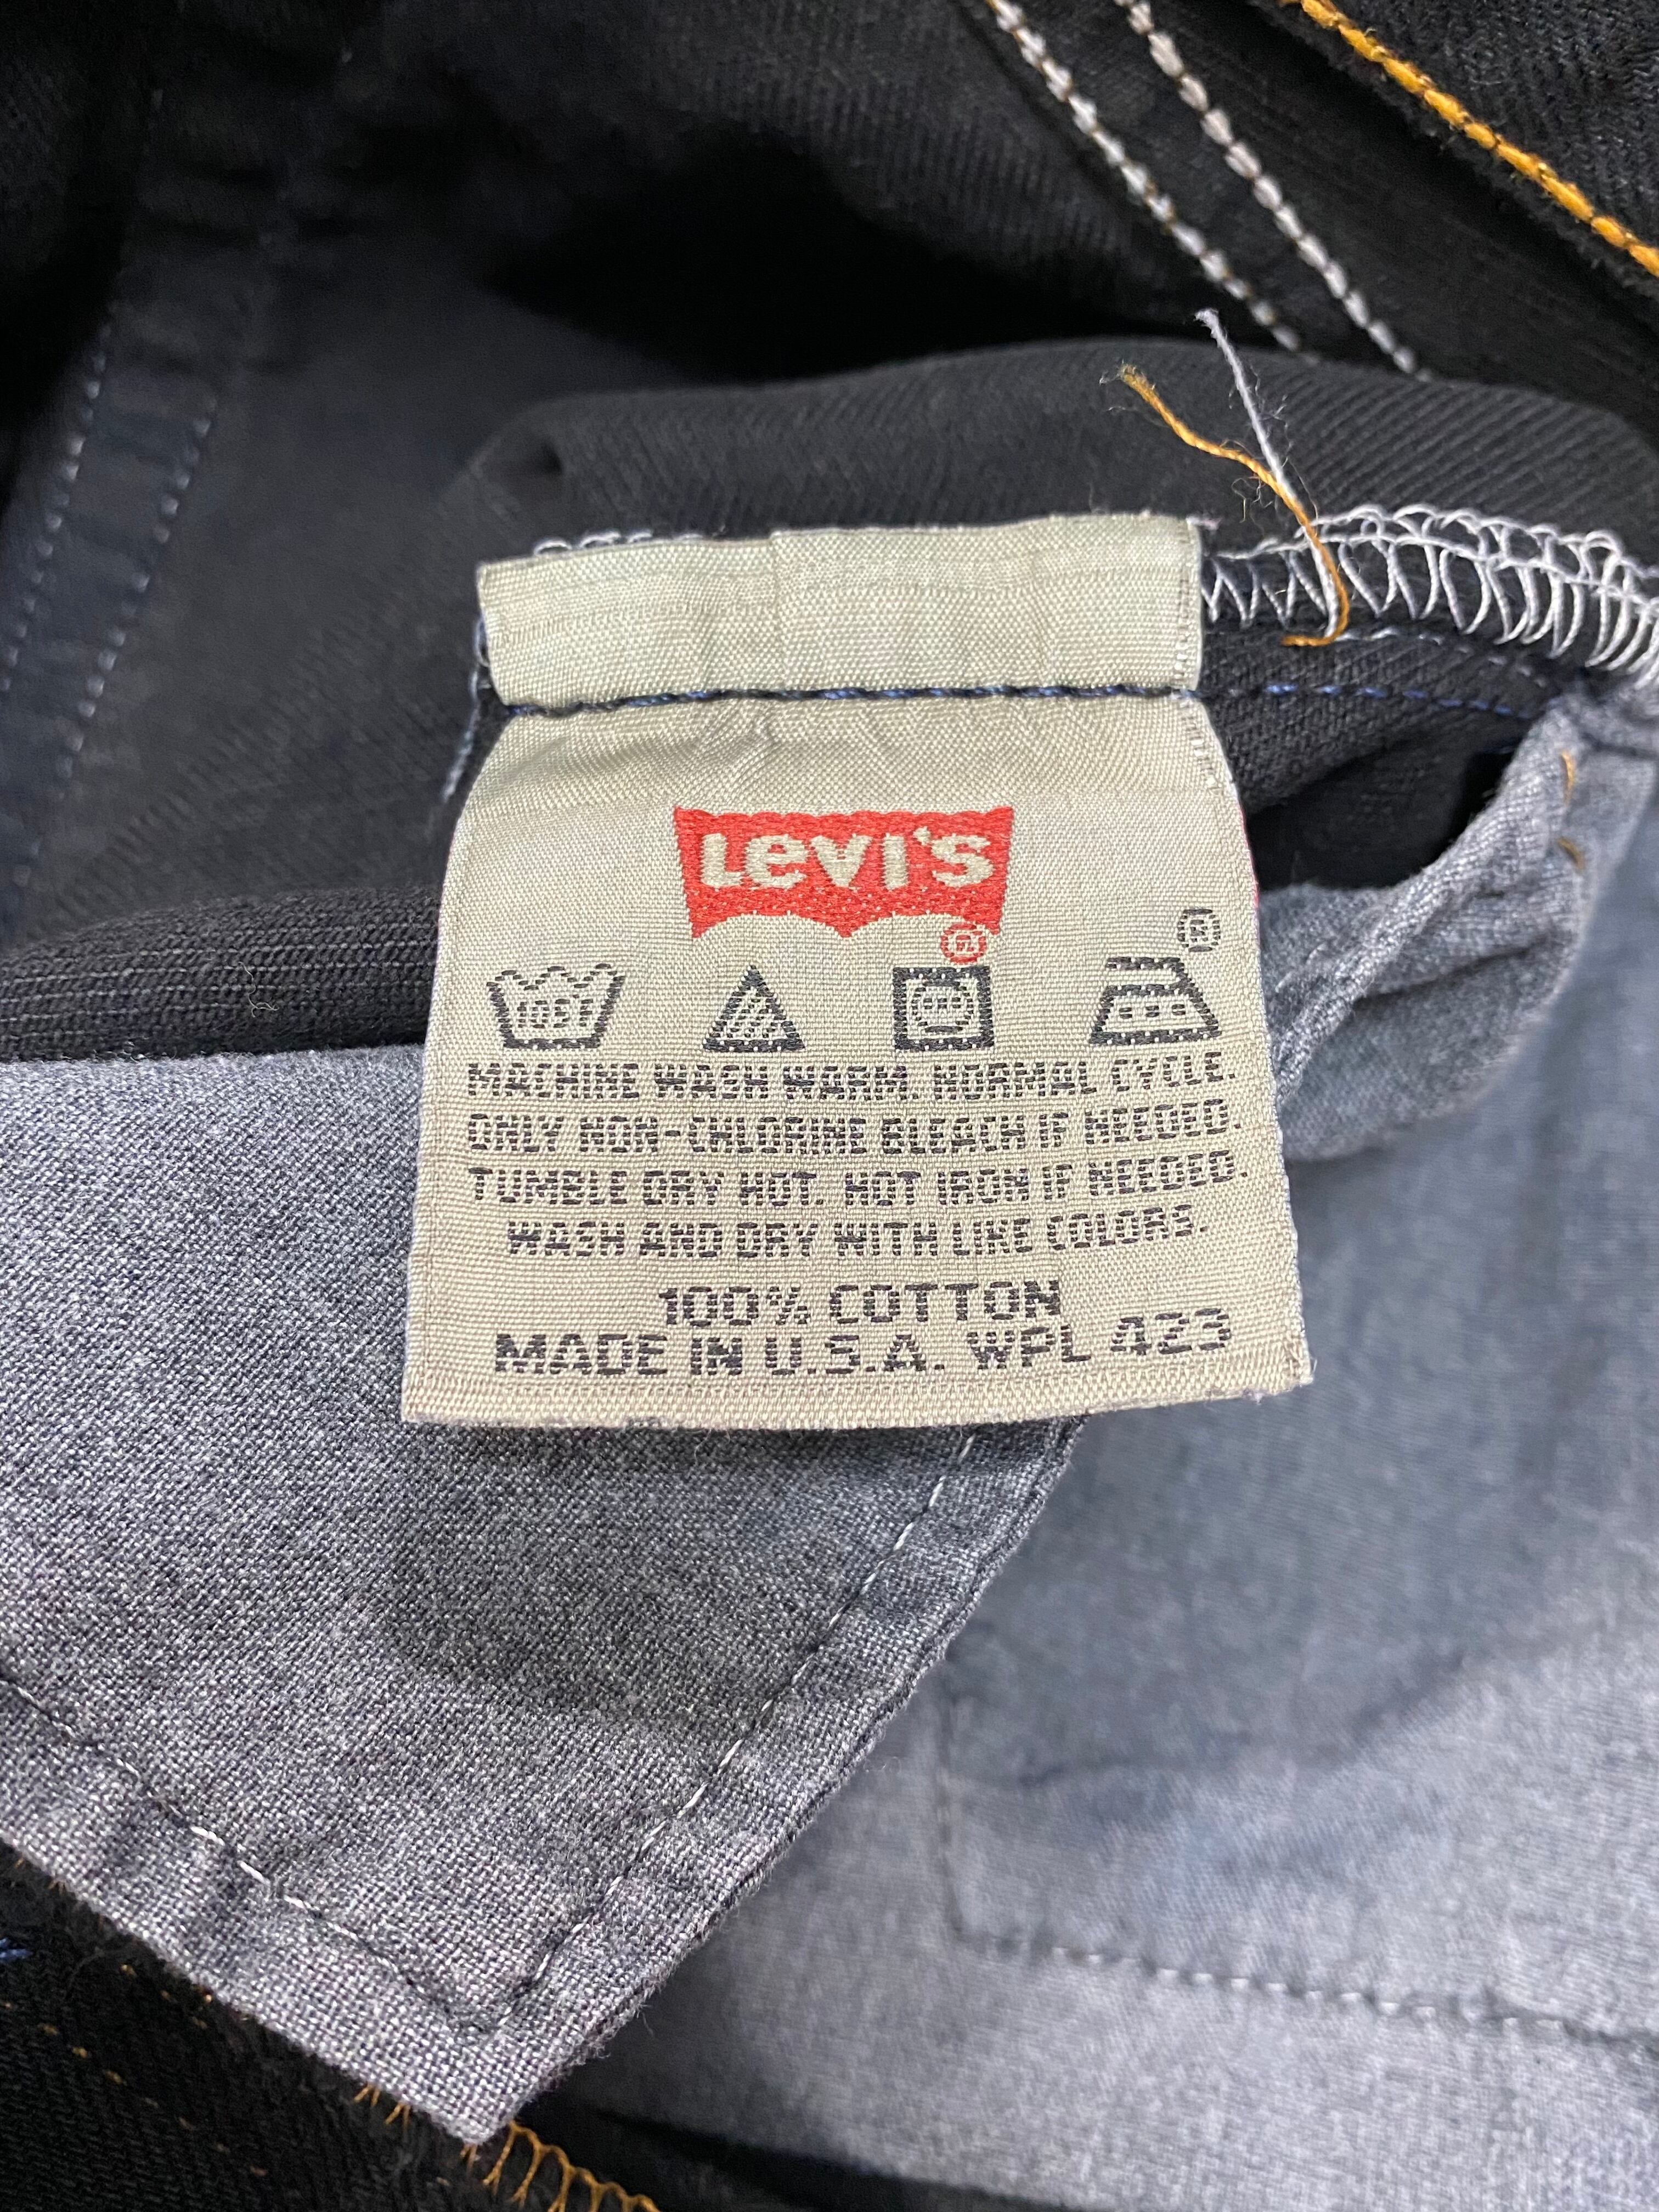 Levi's
®
®
105F
MACHINE WASH WARM. NORMAL CYCLE.
ONLY NON-CHLORINE BLEACH IF NEEDED.
TUMBLE DRY HOT. HOT IRON IF NEEDED.
WASH AND DRY WITH LIKE COLORS.
100% COTTON
MADE IN U.S.A. WPL 423